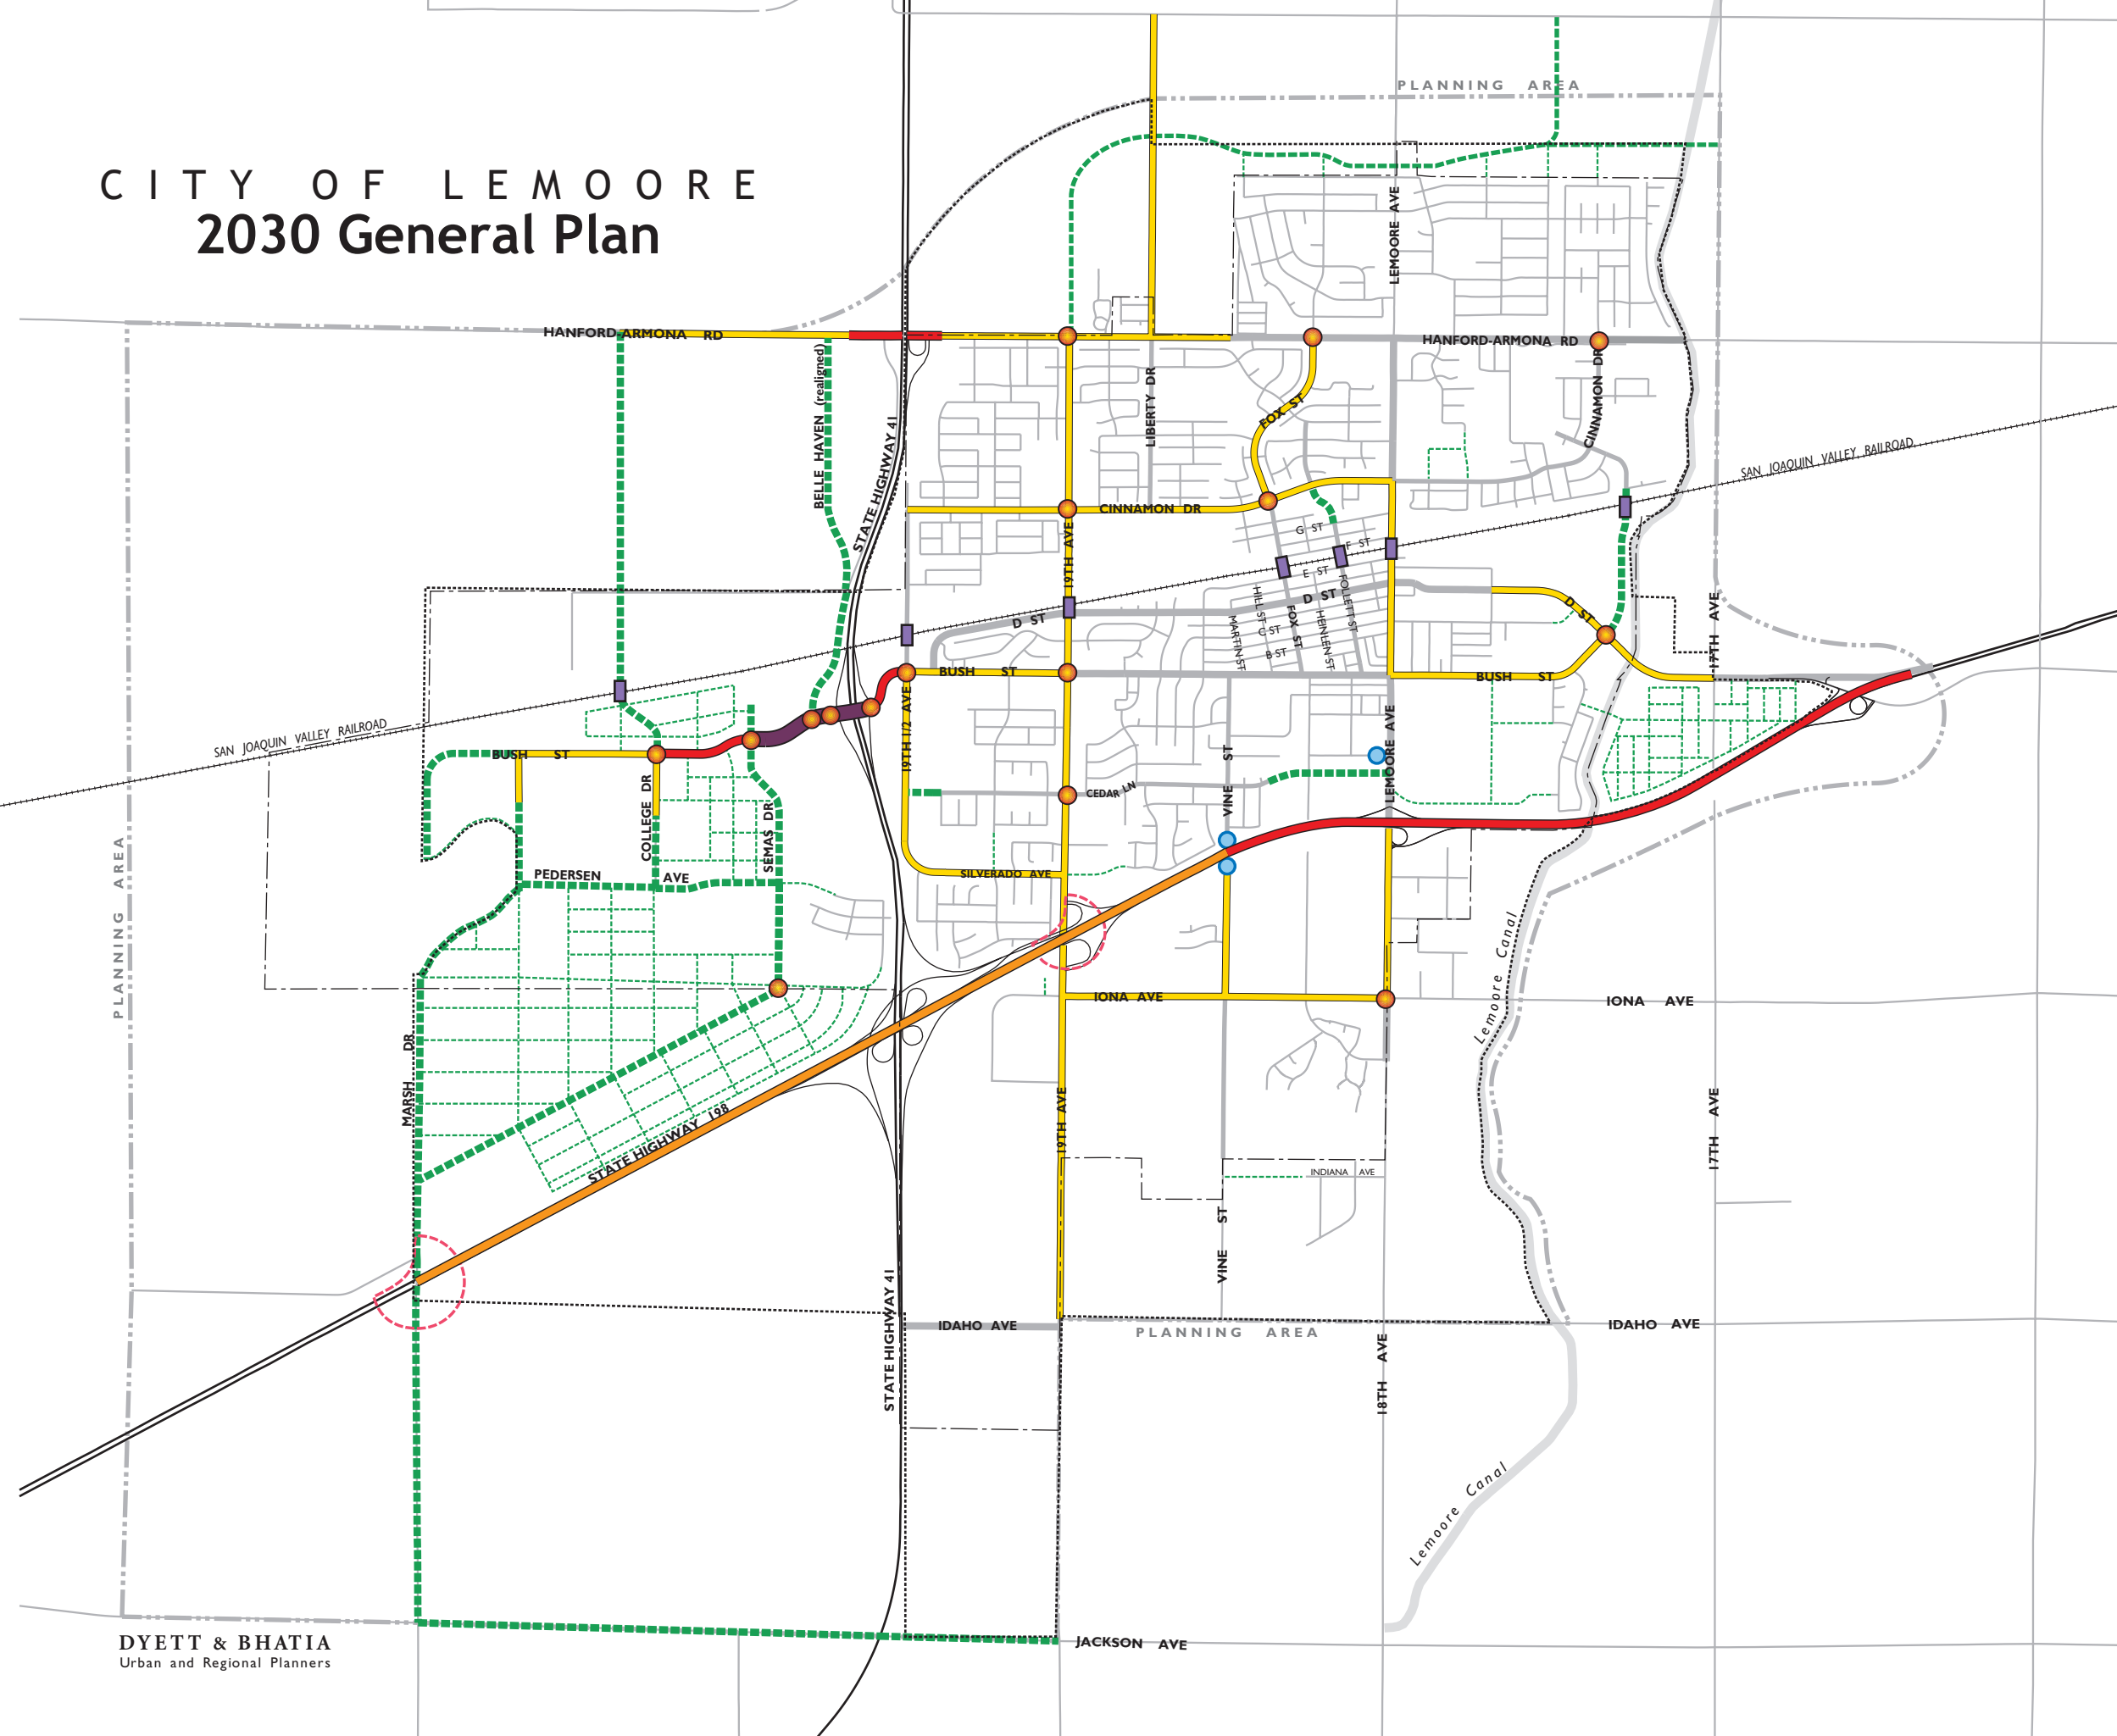 PLANNING AREA
CITY OF LEMOORE
2030 General Plan
LEMOORE AVE
HANFORD-ARMONA RD
HANFORD-ARMONA RD
BELLE HAVEN (realigned)
STATE HIGHWAY 41
LIBERTY DR
FOX ST
CINNAMON DR
SAN JOAQUIN VALLEY RAILROAD
CINNAMON DR
19TH AVE
G ST
F ST
E ST
D ST
D ST
HILL ST
FOX ST
FOLLETT ST
HEINLEN ST
MARTIN ST
C ST
B ST
D ST
17TH AVE
BUSH ST
BUSH ST
SAN JOAQUIN VALLEY RAILROAD
BUSH ST
19TH 1/2 AVE
LEMOORE AVE
VINE ST
COLLEGE DR
SEMAS DR
CEDAR LN
PLANNING AREA
PEDERSEN AVE
SILVERADO AVE
Lemoore Canal
IONA AVE
IONA AVE
MARSH DR
STATE HIGHWAY 198
19TH AVE
17TH AVE
INDIANA AVE
VINE ST
STATE HIGHWAY 41
IDAHO AVE
PLANNING AREA
IDAHO AVE
18TH AVE
Lemoore Canal
DYETT & BHATIA
Urban and Regional Planners
JACKSON AVE